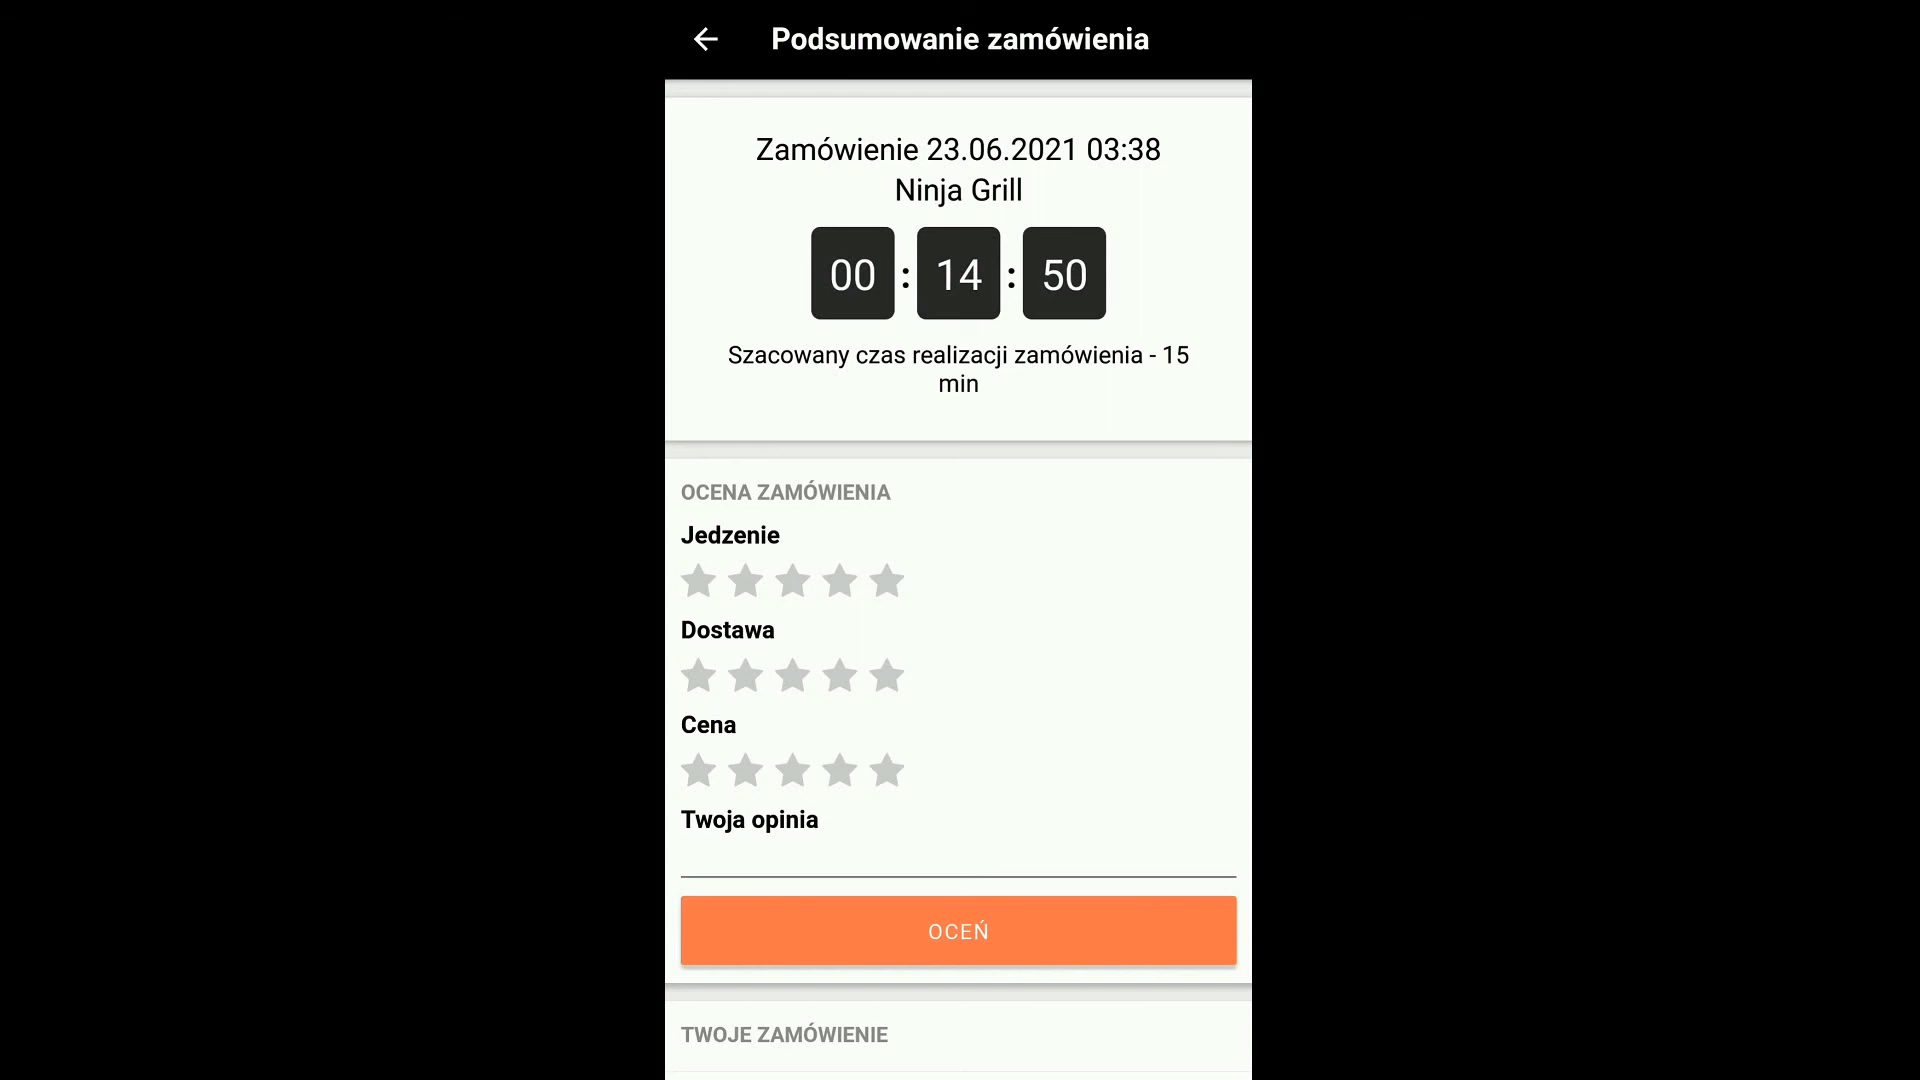 Podsumowanie zamówienia
Zamówienie 23.06.2021 03:38
Ninja Grill
00 : 14 : 50
Szacowany czas realizacji zamówienia - 15
min
OCENA ZAMÓWIENIA
Jedzenie
Dostawa
Cena
Twoja opinia
OCEŃ
TWOJE ZAMÓWIENIE